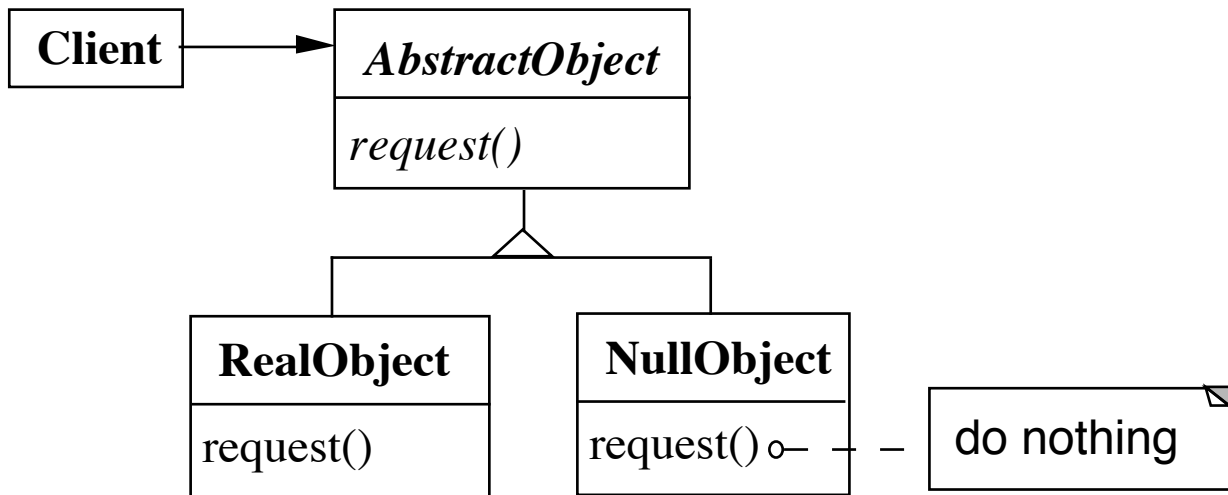 Client
AbstractObject
request()
RealObject
request()
NullObject
request()
do nothing